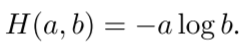 H(a, b) = −a log b.